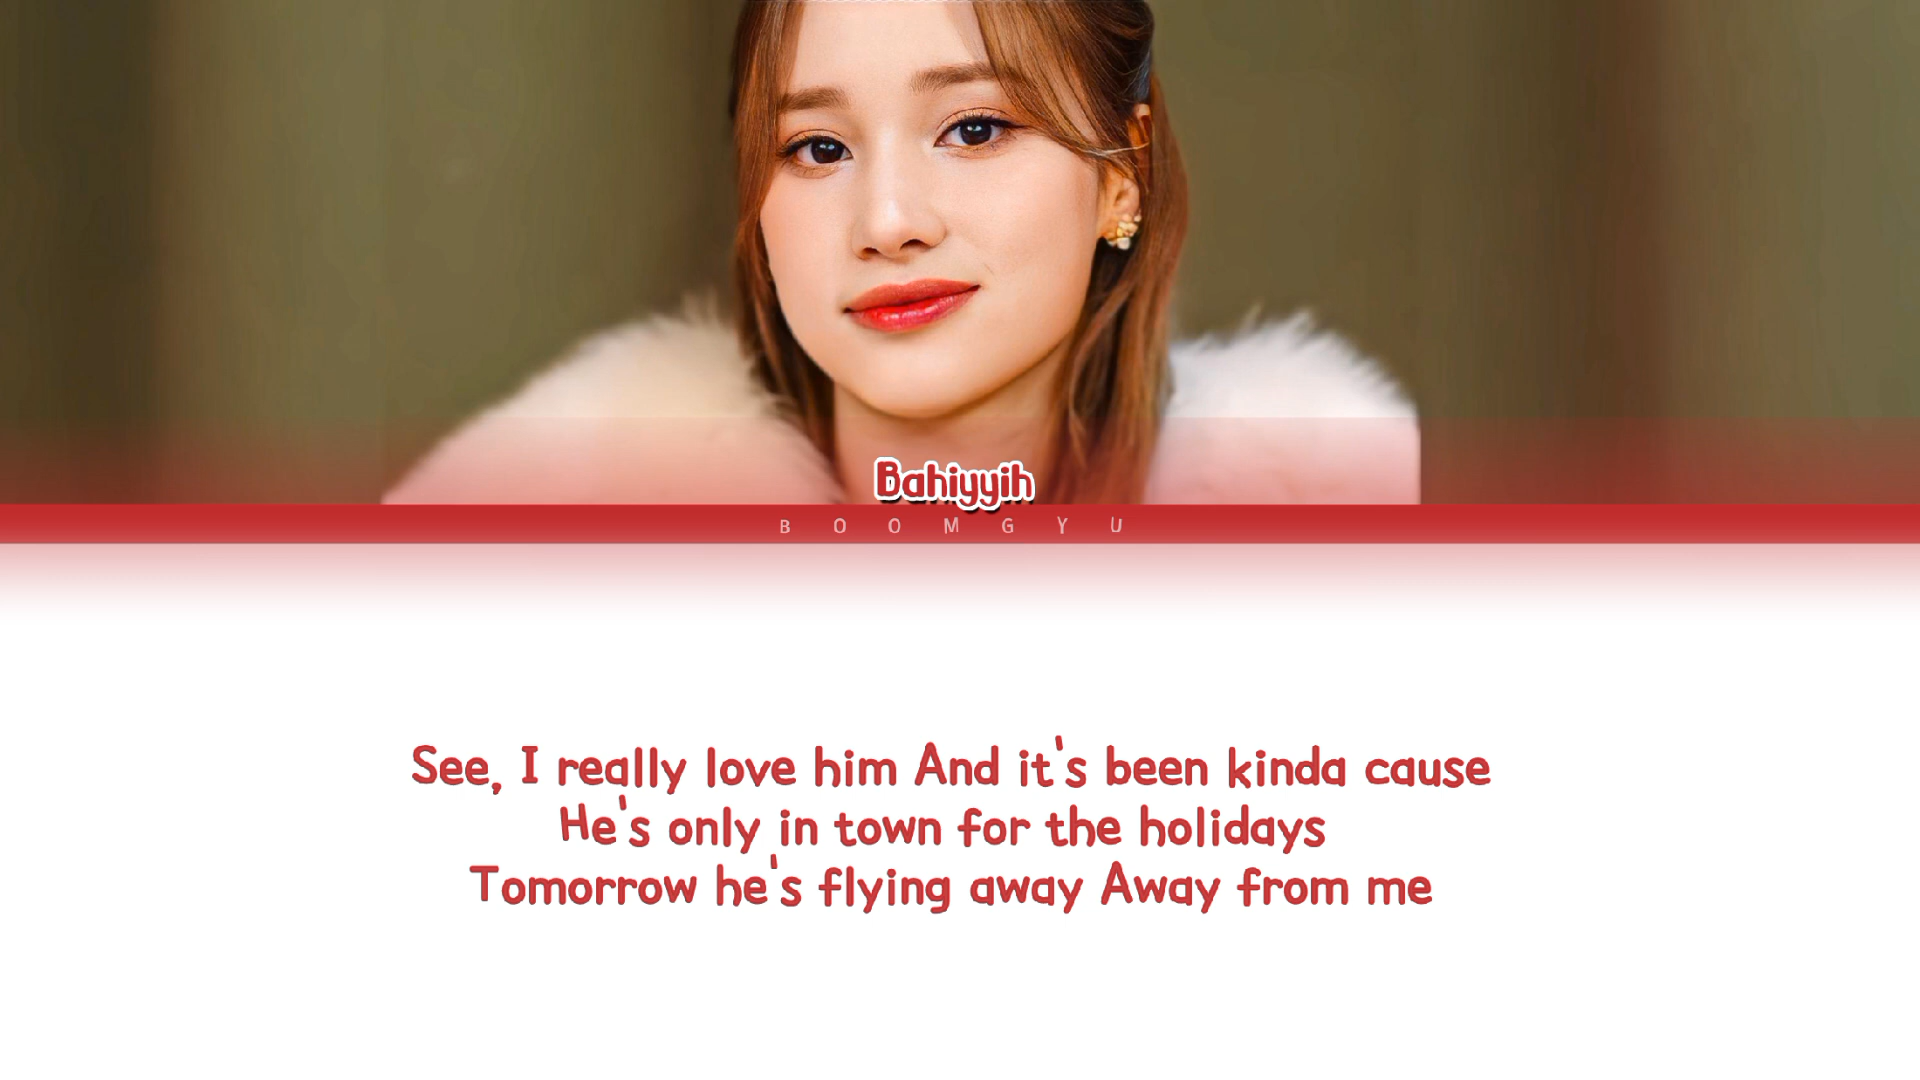 Bahiyyih
BOOMGYU
See, I really love him And it's been kinda cause
He's only in town for the holidays
Tomorrow he's flying away Away from me